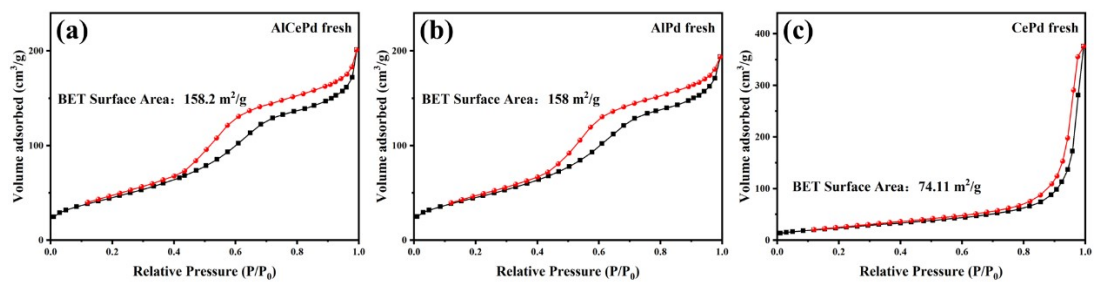 (a)
AlCePd fresh
BET Surface Area：158.2 m²/g
Volume adsorbed (cm³/g)
200
100
0
0.0 0.2 0.4 0.6 0.8 1.0
Relative Pressure (P/P₀)
(b)
AlPd fresh
BET Surface Area：158 m²/g
Volume adsorbed (cm³/g)
200
100
0
0.0 0.2 0.4 0.6 0.8 1.0
Relative Pressure (P/P₀)
(c)
CePd fresh
BET Surface Area：74.11 m²/g
Volume adsorbed (cm³/g)
400
300
200
100
0
0.0 0.2 0.4 0.6 0.8 1.0
Relative Pressure (P/P₀)